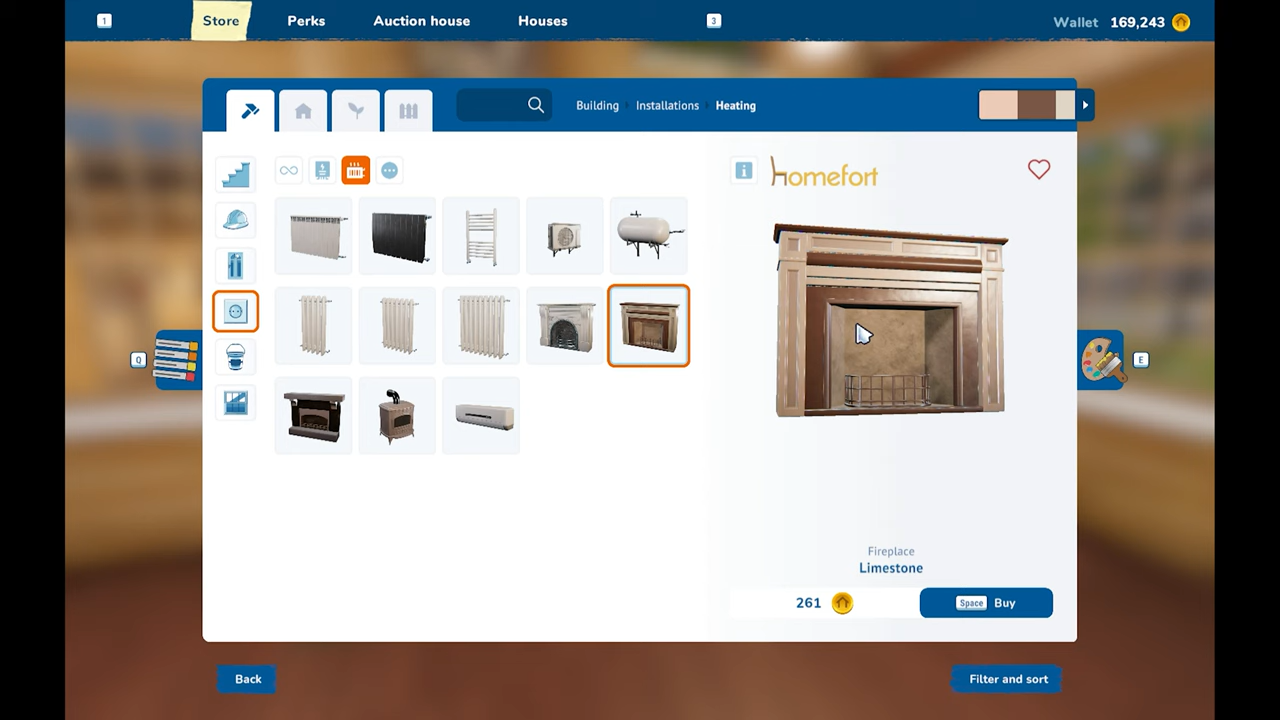 1 Store Perks Auction house Houses 3 Wallet 169,243
Building Installations Heating
homefort
Q
E
Fireplace
Limestone
261 Space Buy
Back Filter and sort